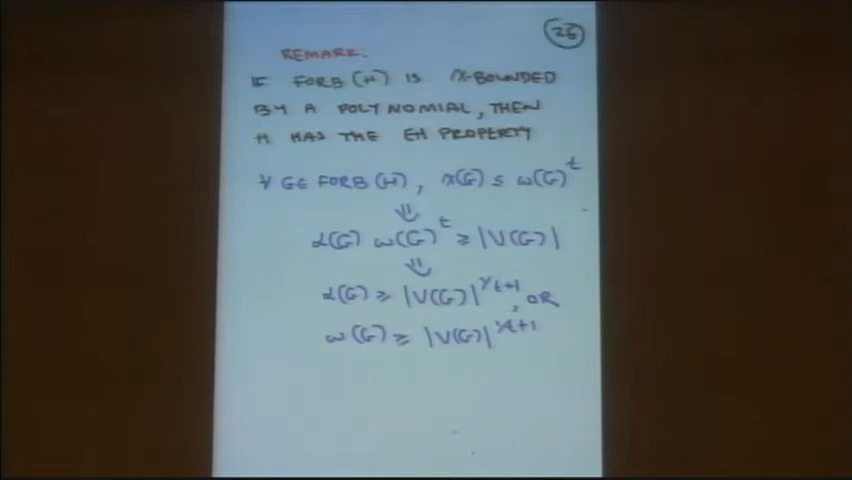 26
REMARK:
IF FORB(H) IS χ-BOUNDED
BY A POLYNOMIAL, THEN
H HAS THE EH PROPERTY
∀ G∈ FORB(H), χ(G) ≤ ω(G)^t
⇓
α(G) ω(G)^t ≥ |V(G)|
⇓
α(G) ≥ |V(G)|^1/t+1, OR
ω(G) ≥ |V(G)|^1/t+1